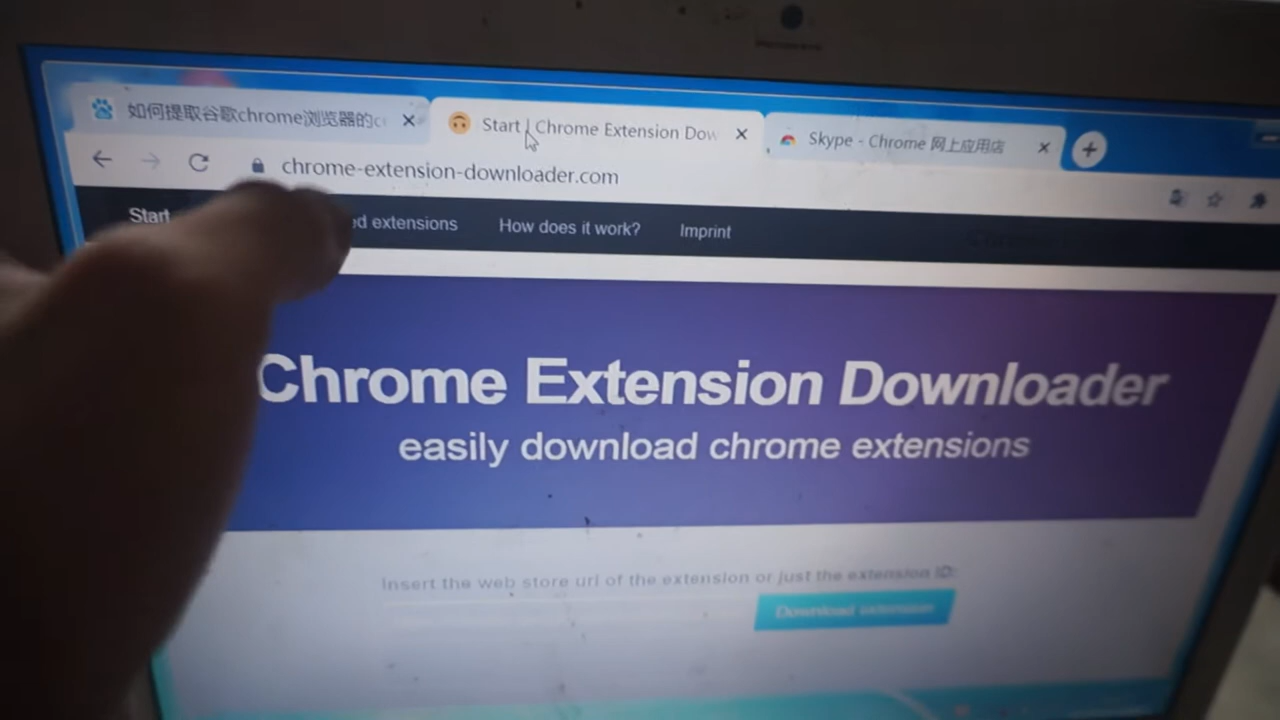 如何提取谷歌chrome浏览器的c
Start | Chrome Extension Dow
Skype - Chrome 网上应用店
chrome-extension-downloader.com
Start
ed extensions
How does it work?
Imprint
Chrome Extension Downloader
easily download chrome extensions
Insert the web store url of the extension or just the extension ID:
Download extension